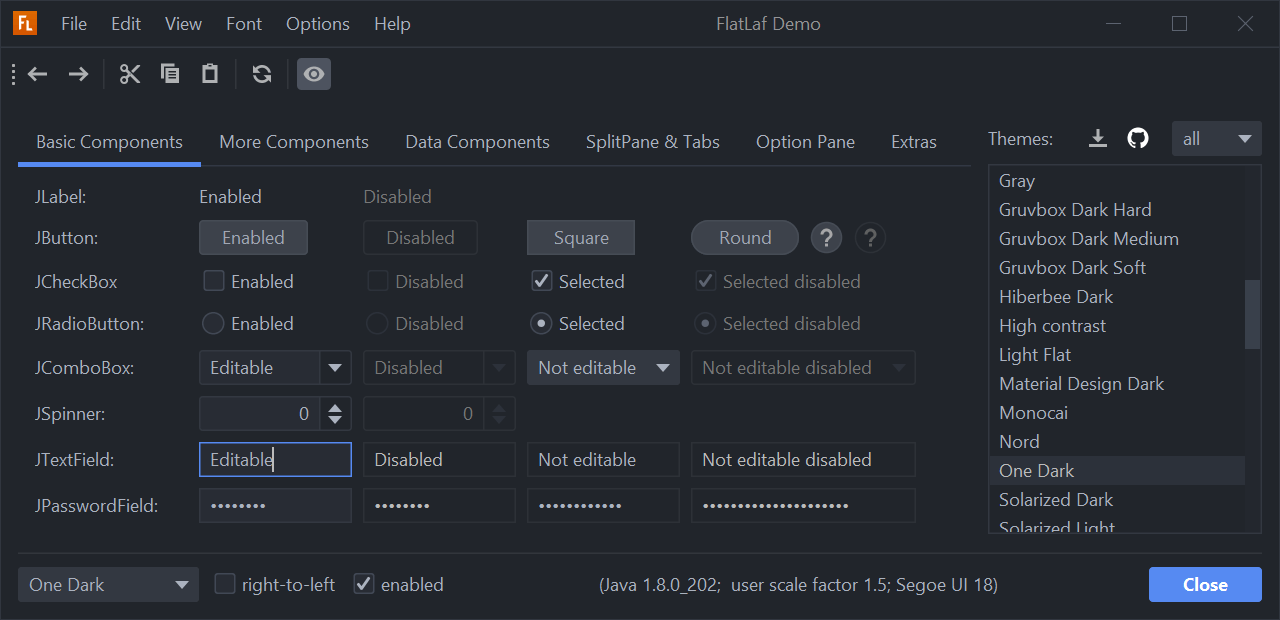 FL File Edit View Font Options Help FlatLaf Demo
Basic Components More Components Data Components SplitPane & Tabs Option Pane Extras
JLabel: Enabled Disabled
JButton: Enabled Disabled Square Round ? ?
JCheckBox Enabled Disabled Selected Selected disabled
JRadioButton: Enabled Disabled Selected Selected disabled
JComboBox: Editable Disabled Not editable Not editable disabled
JSpinner: 0 0
JTextField: Editable Disabled Not editable Not editable disabled
JPasswordField: •••••••• •••••••• •••••••••••• ••••••••••••••••••••
Themes: all
Gray
Gruvbox Dark Hard
Gruvbox Dark Medium
Gruvbox Dark Soft
Hiberbee Dark
High contrast
Light Flat
Material Design Dark
Monocai
Nord
One Dark
Solarized Dark
Solarized Light
One Dark right-to-left enabled (Java 1.8.0_202; user scale factor 1.5; Segoe UI 18) Close